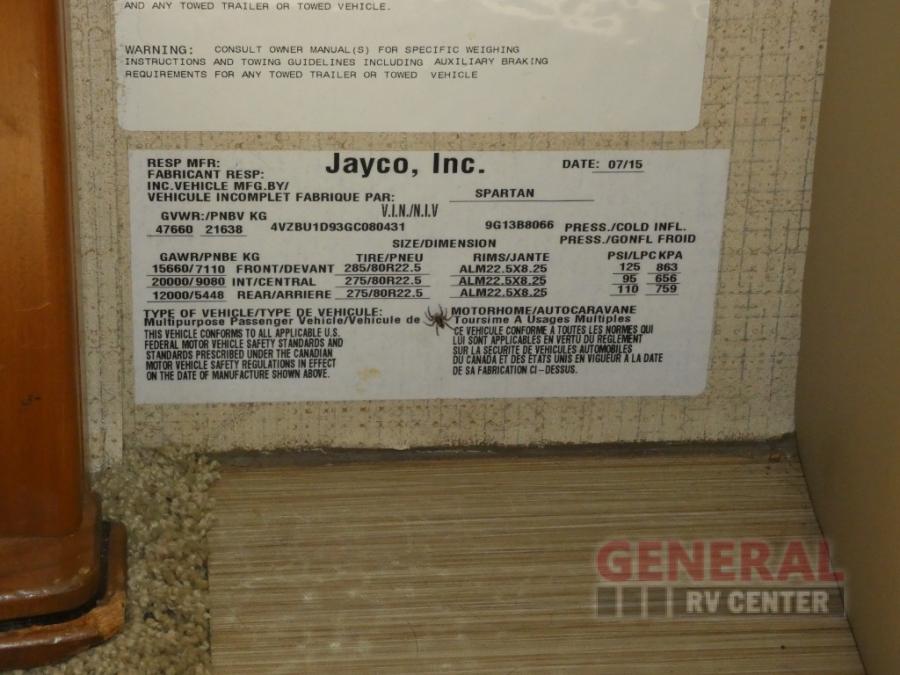 AND ANY TOWED TRAILER OR TOWED VEHICLE.
WARNING: CONSULT OWNER MANUAL(S) FOR SPECIFIC WEIGHING
INSTRUCTIONS AND TOWING GUIDELINES INCLUDING AUXILIARY BRAKING
REQUIREMENTS FOR ANY TOWED TRAILER OR TOWED VEHICLE
RESP MFR: Jayco, Inc. DATE: 07/15
FABRICANT RESP:
INC.VEHICLE MFG.BY/
VEHICULE INCOMPLET FABRIQUE PAR: SPARTAN
GVWR:/PNBV KG V.I.N./N.I.V
47660 21638 4VZBU1D93GC080431 9G13B8066 PRESS./COLD INFL.
SIZE/DIMENSION PRESS./GONFL FROID
GAWR/PNBE KG TIRE/PNEU RIMS/JANTE PSI/LPC KPA
15660/7110 FRONT/DEVANT 285/80R22.5 ALM22.5X8.25 125 863
20000/9080 INT/CENTRAL 275/80R22.5 ALM22.5X8.25 95 656
12000/5448 REAR/ARRIERE 275/80R22.5 ALM22.5X8.25 110 759
TYPE OF VEHICLE/TYPE DE VEHICULE: MOTORHOME/AUTOCARAVANE
Multipurpose Passenger Vehicle/Vehicule de Toursime A Usages Multiples
THIS VEHICLE CONFORMS TO ALL APPLICABLE U.S.
FEDERAL MOTOR VEHICLE SAFETY STANDARDS AND
STANDARDS PRESCRIBED UNDER THE CANADIAN
MOTOR VEHICLE SAFETY REGULATIONS IN EFFECT
ON THE DATE OF MANUFACTURE SHOWN ABOVE.
CE VEHICULE CONFORME A TOUTES LES NORMES QUI
LUI SONT APPLICABLES EN VERTU DU REGLEMENT
SUR LA SECURITE DE VEHICULES AUTOMOBILES
DU CANADA ET DES ETATS UNIS EN VIGUEUR A LA DATE
DE SA FABRICATION CI-DESSUS.
GENERAL
RV CENTER